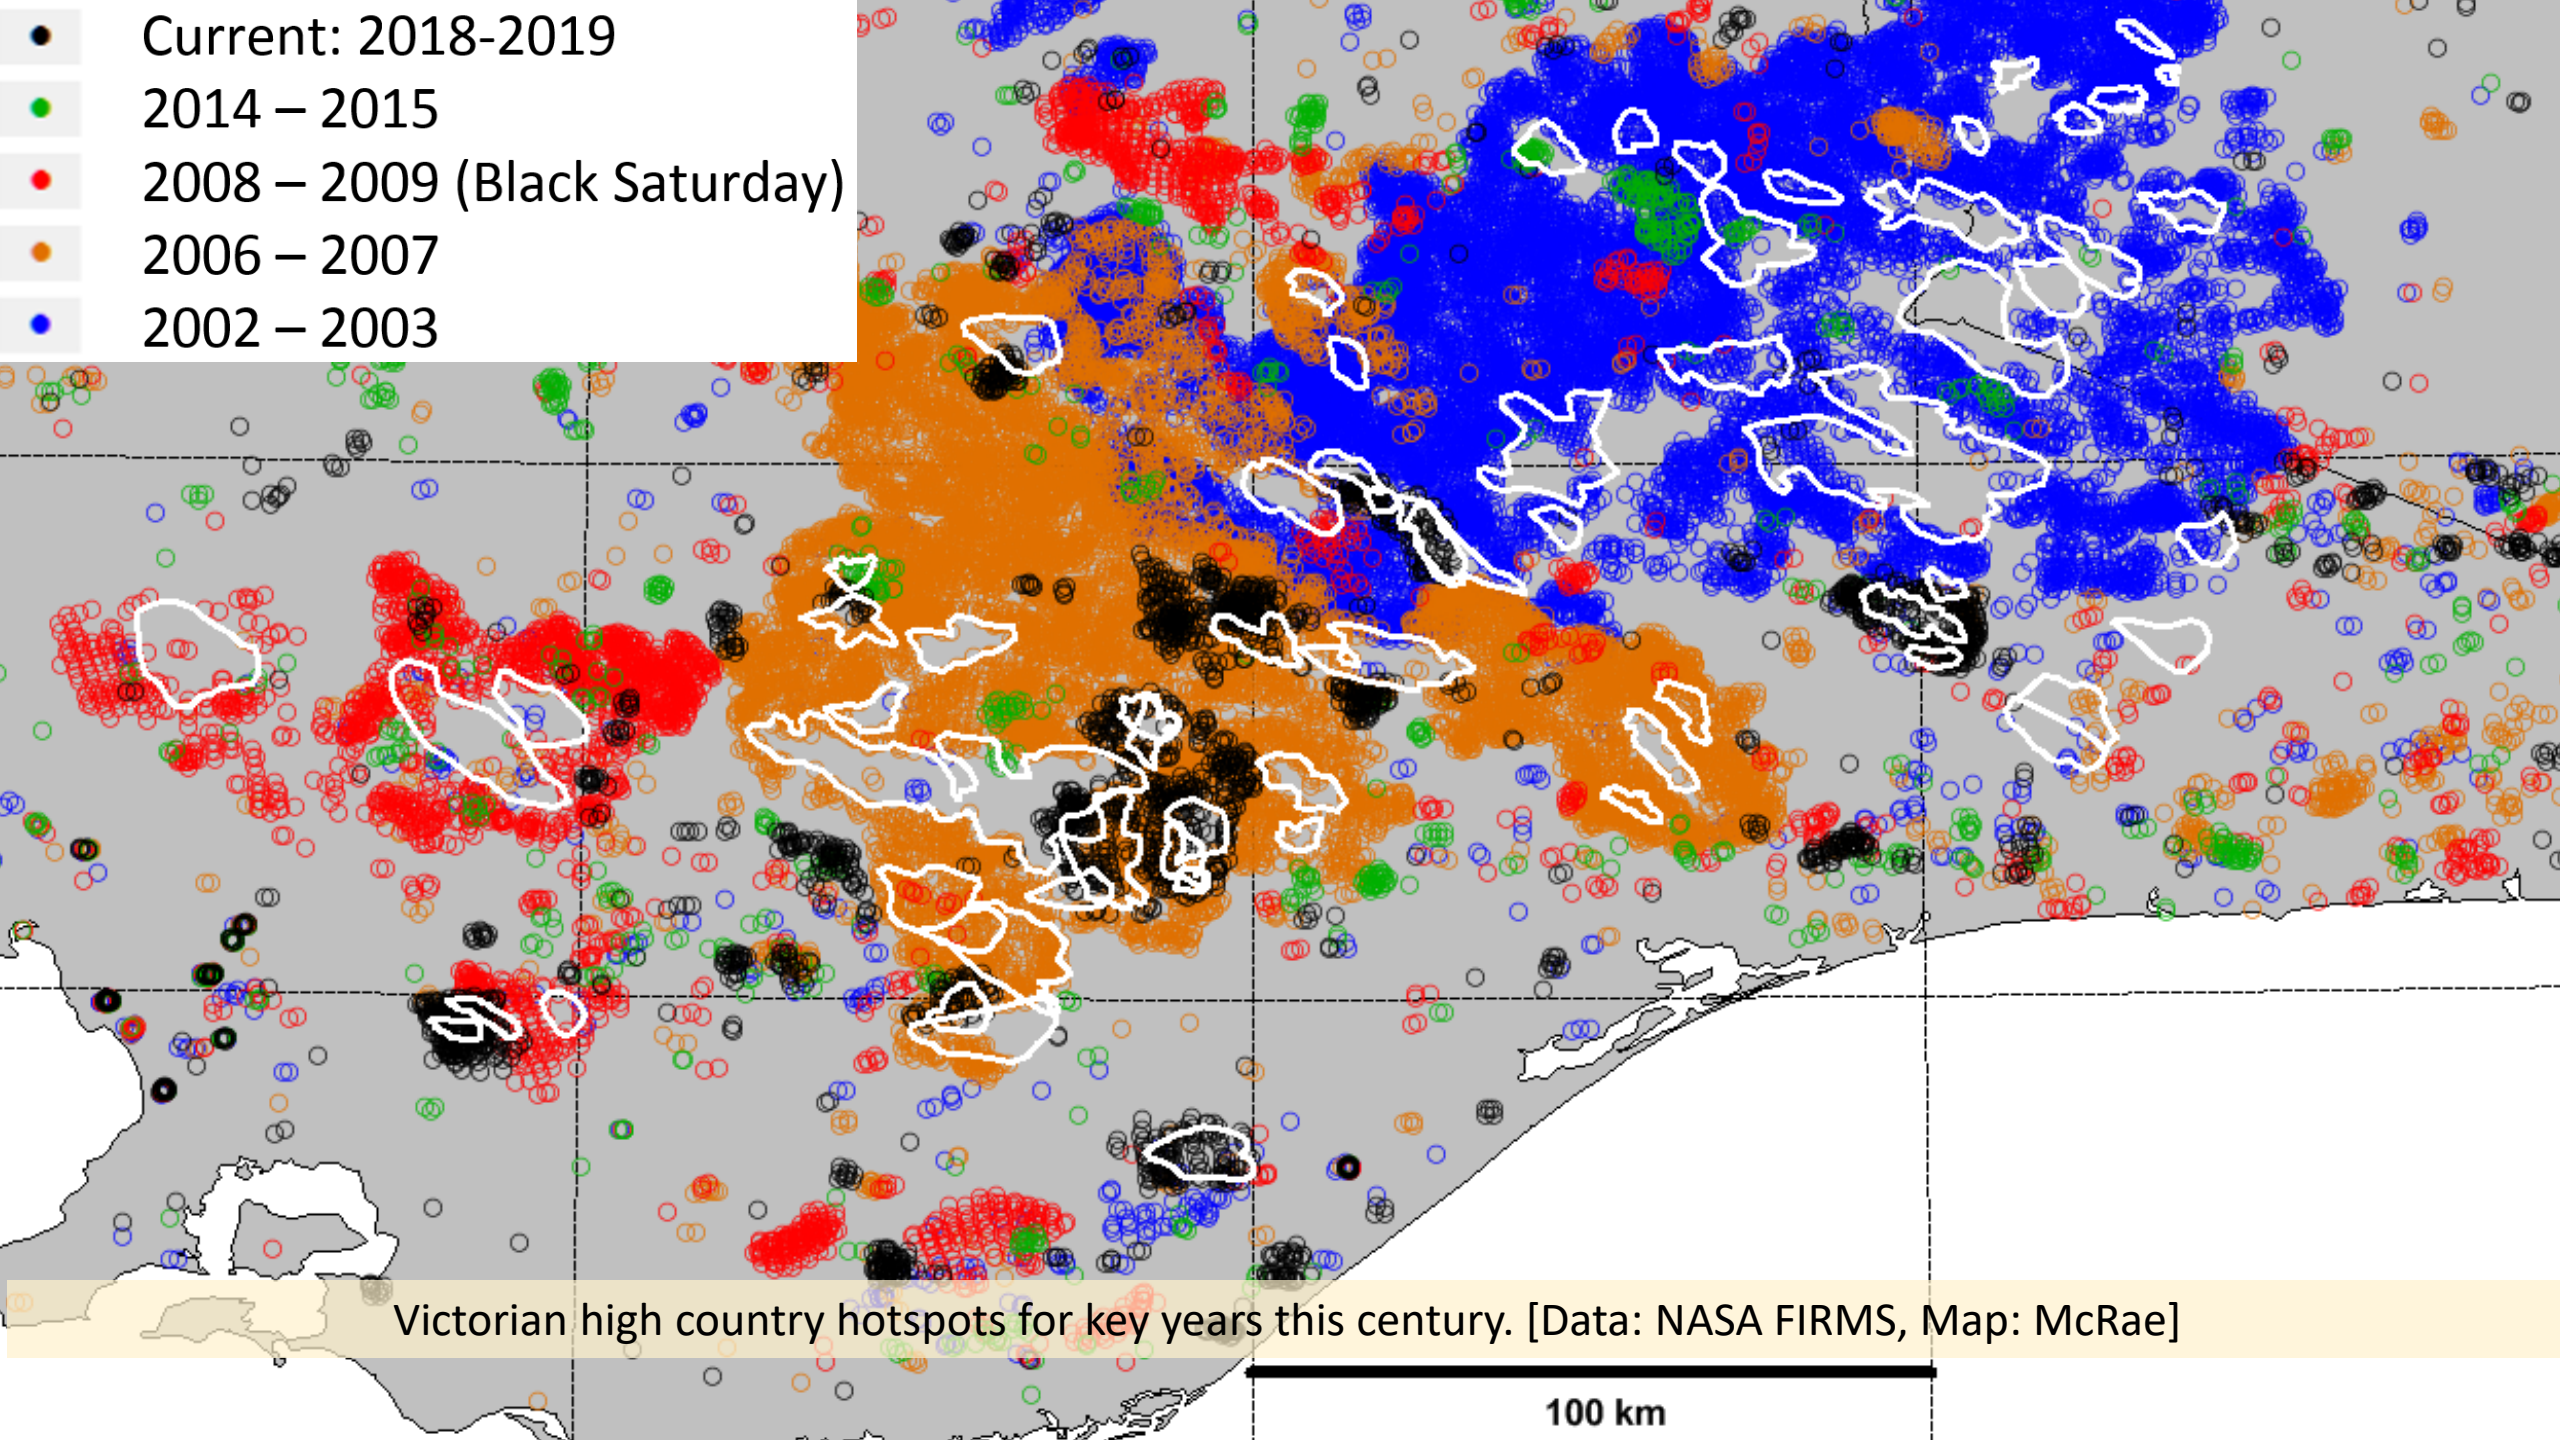 Current: 2018-2019
2014 – 2015
2008 – 2009 (Black Saturday)
2006 – 2007
2002 – 2003
Victorian high country hotspots for key years this century. [Data: NASA FIRMS, Map: McRae]
100 km